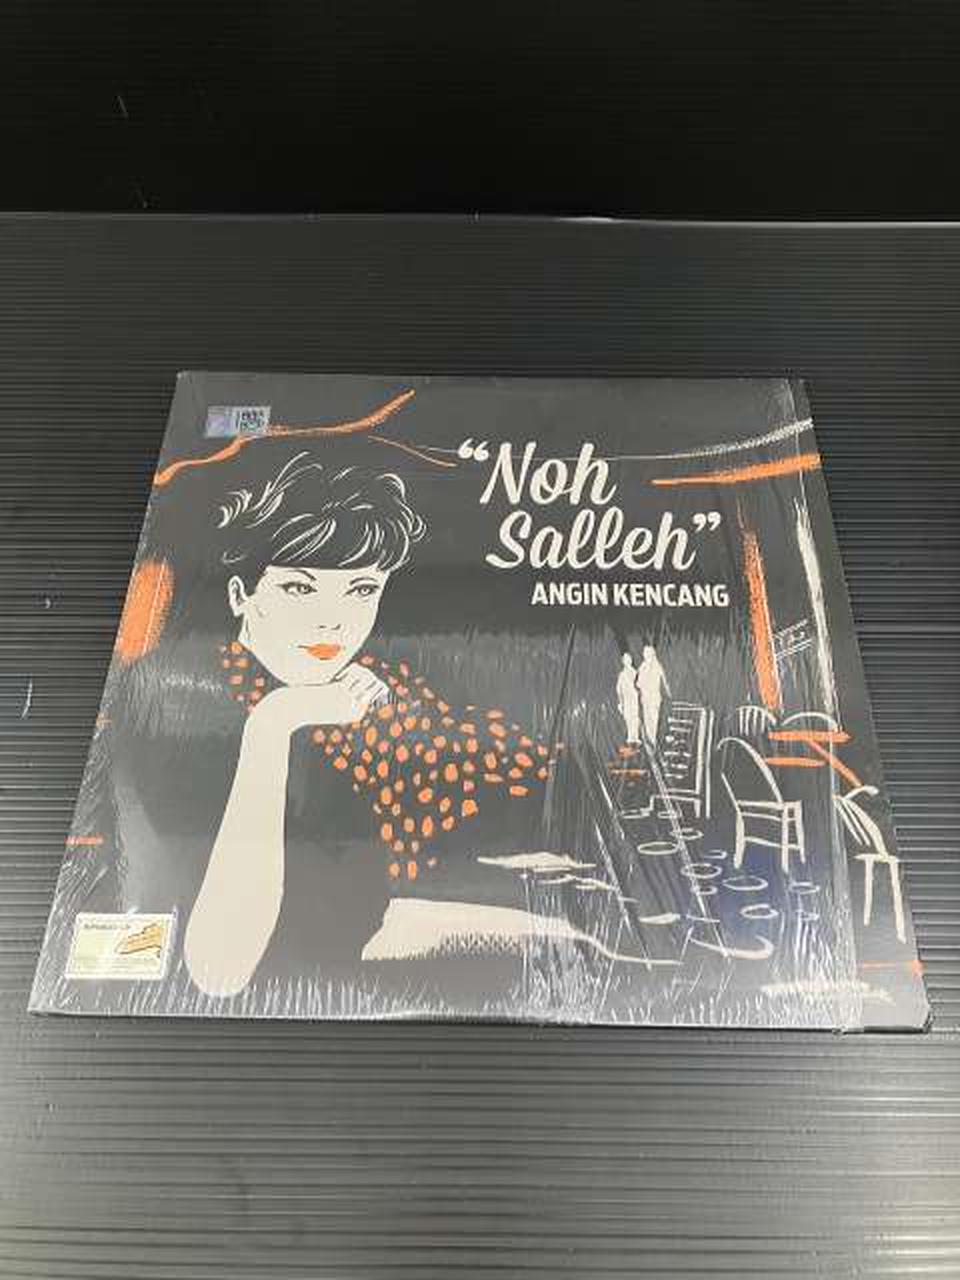 “Noh
Salleh”
ANGIN KENCANG